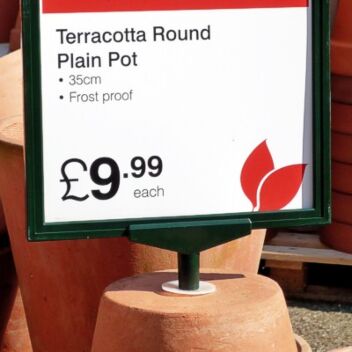 Terracotta Round
Plain Pot
• 35cm
• Frost proof
£9.99
each